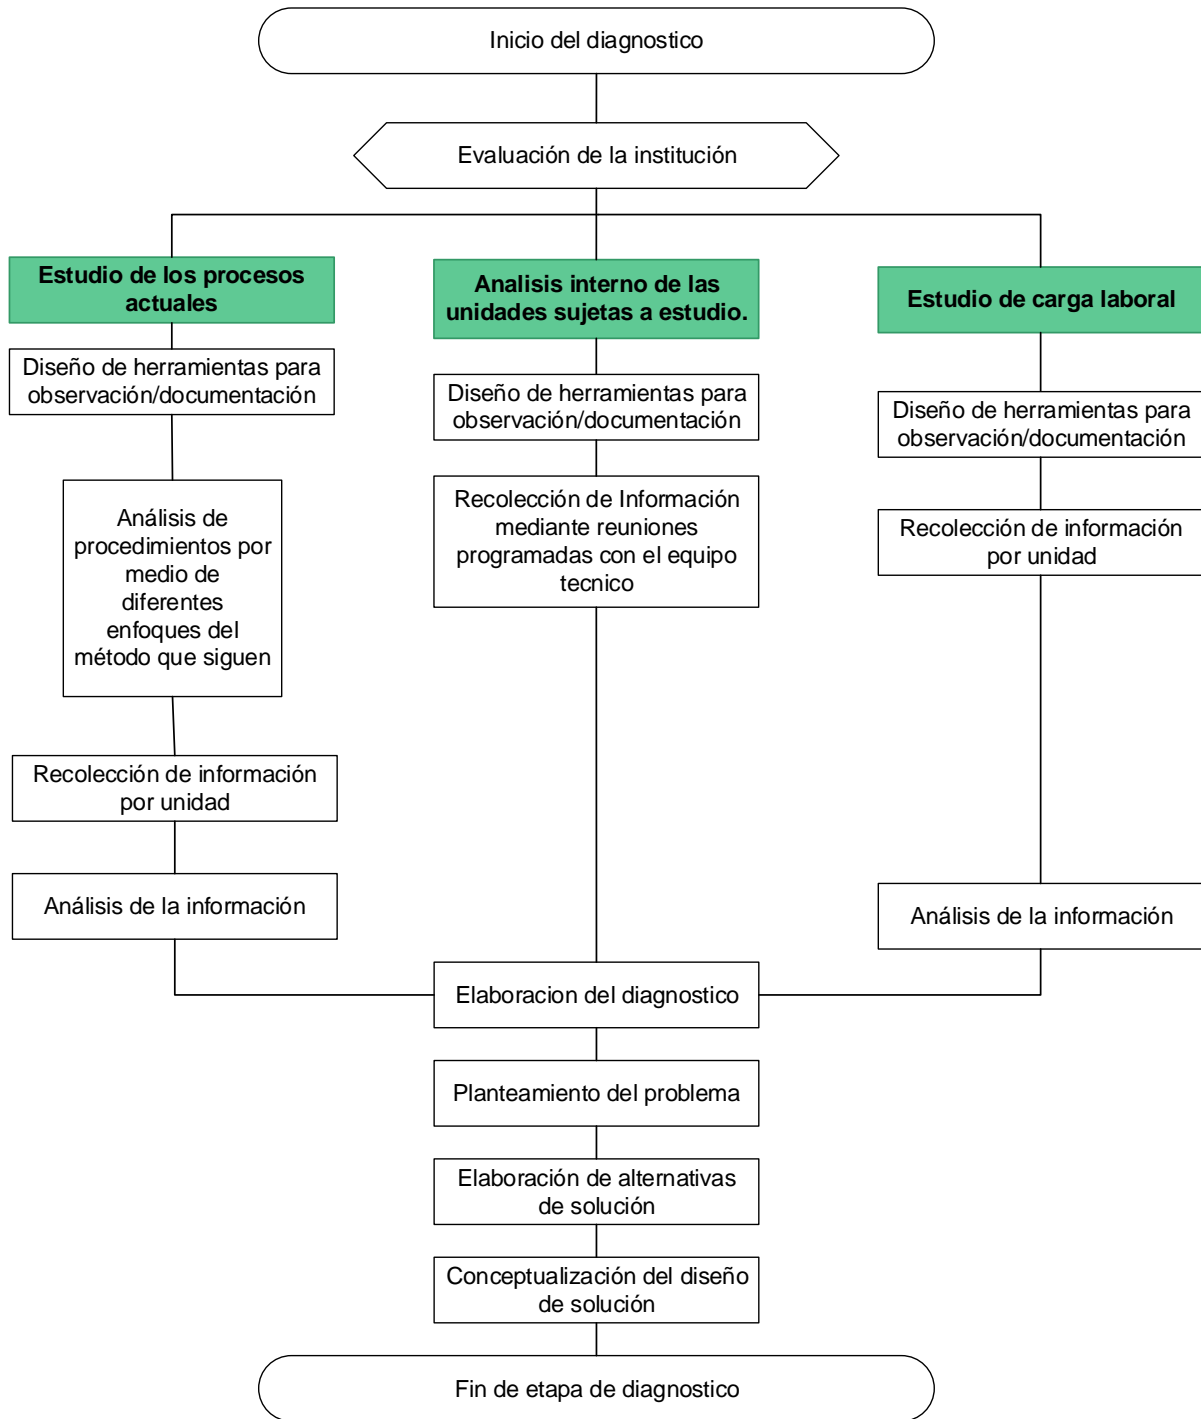 Inicio del diagnostico
Evaluación de la institución
Estudio de los procesos
actuales
Diseño de herramientas para
observación/documentación
Análisis de
procedimientos por
medio de
diferentes
enfoques del
método que siguen
Recolección de información
por unidad
Análisis de la información
Analisis interno de las
unidades sujetas a estudio.
Diseño de herramientas para
observación/documentación
Recolección de Información
mediante reuniones
programadas con el equipo
tecnico
Estudio de carga laboral
Diseño de herramientas para
observación/documentación
Recolección de información
por unidad
Análisis de la información
Elaboracion del diagnostico
Planteamiento del problema
Elaboración de alternativas
de solución
Conceptualización del diseño
de solución
Fin de etapa de diagnostico